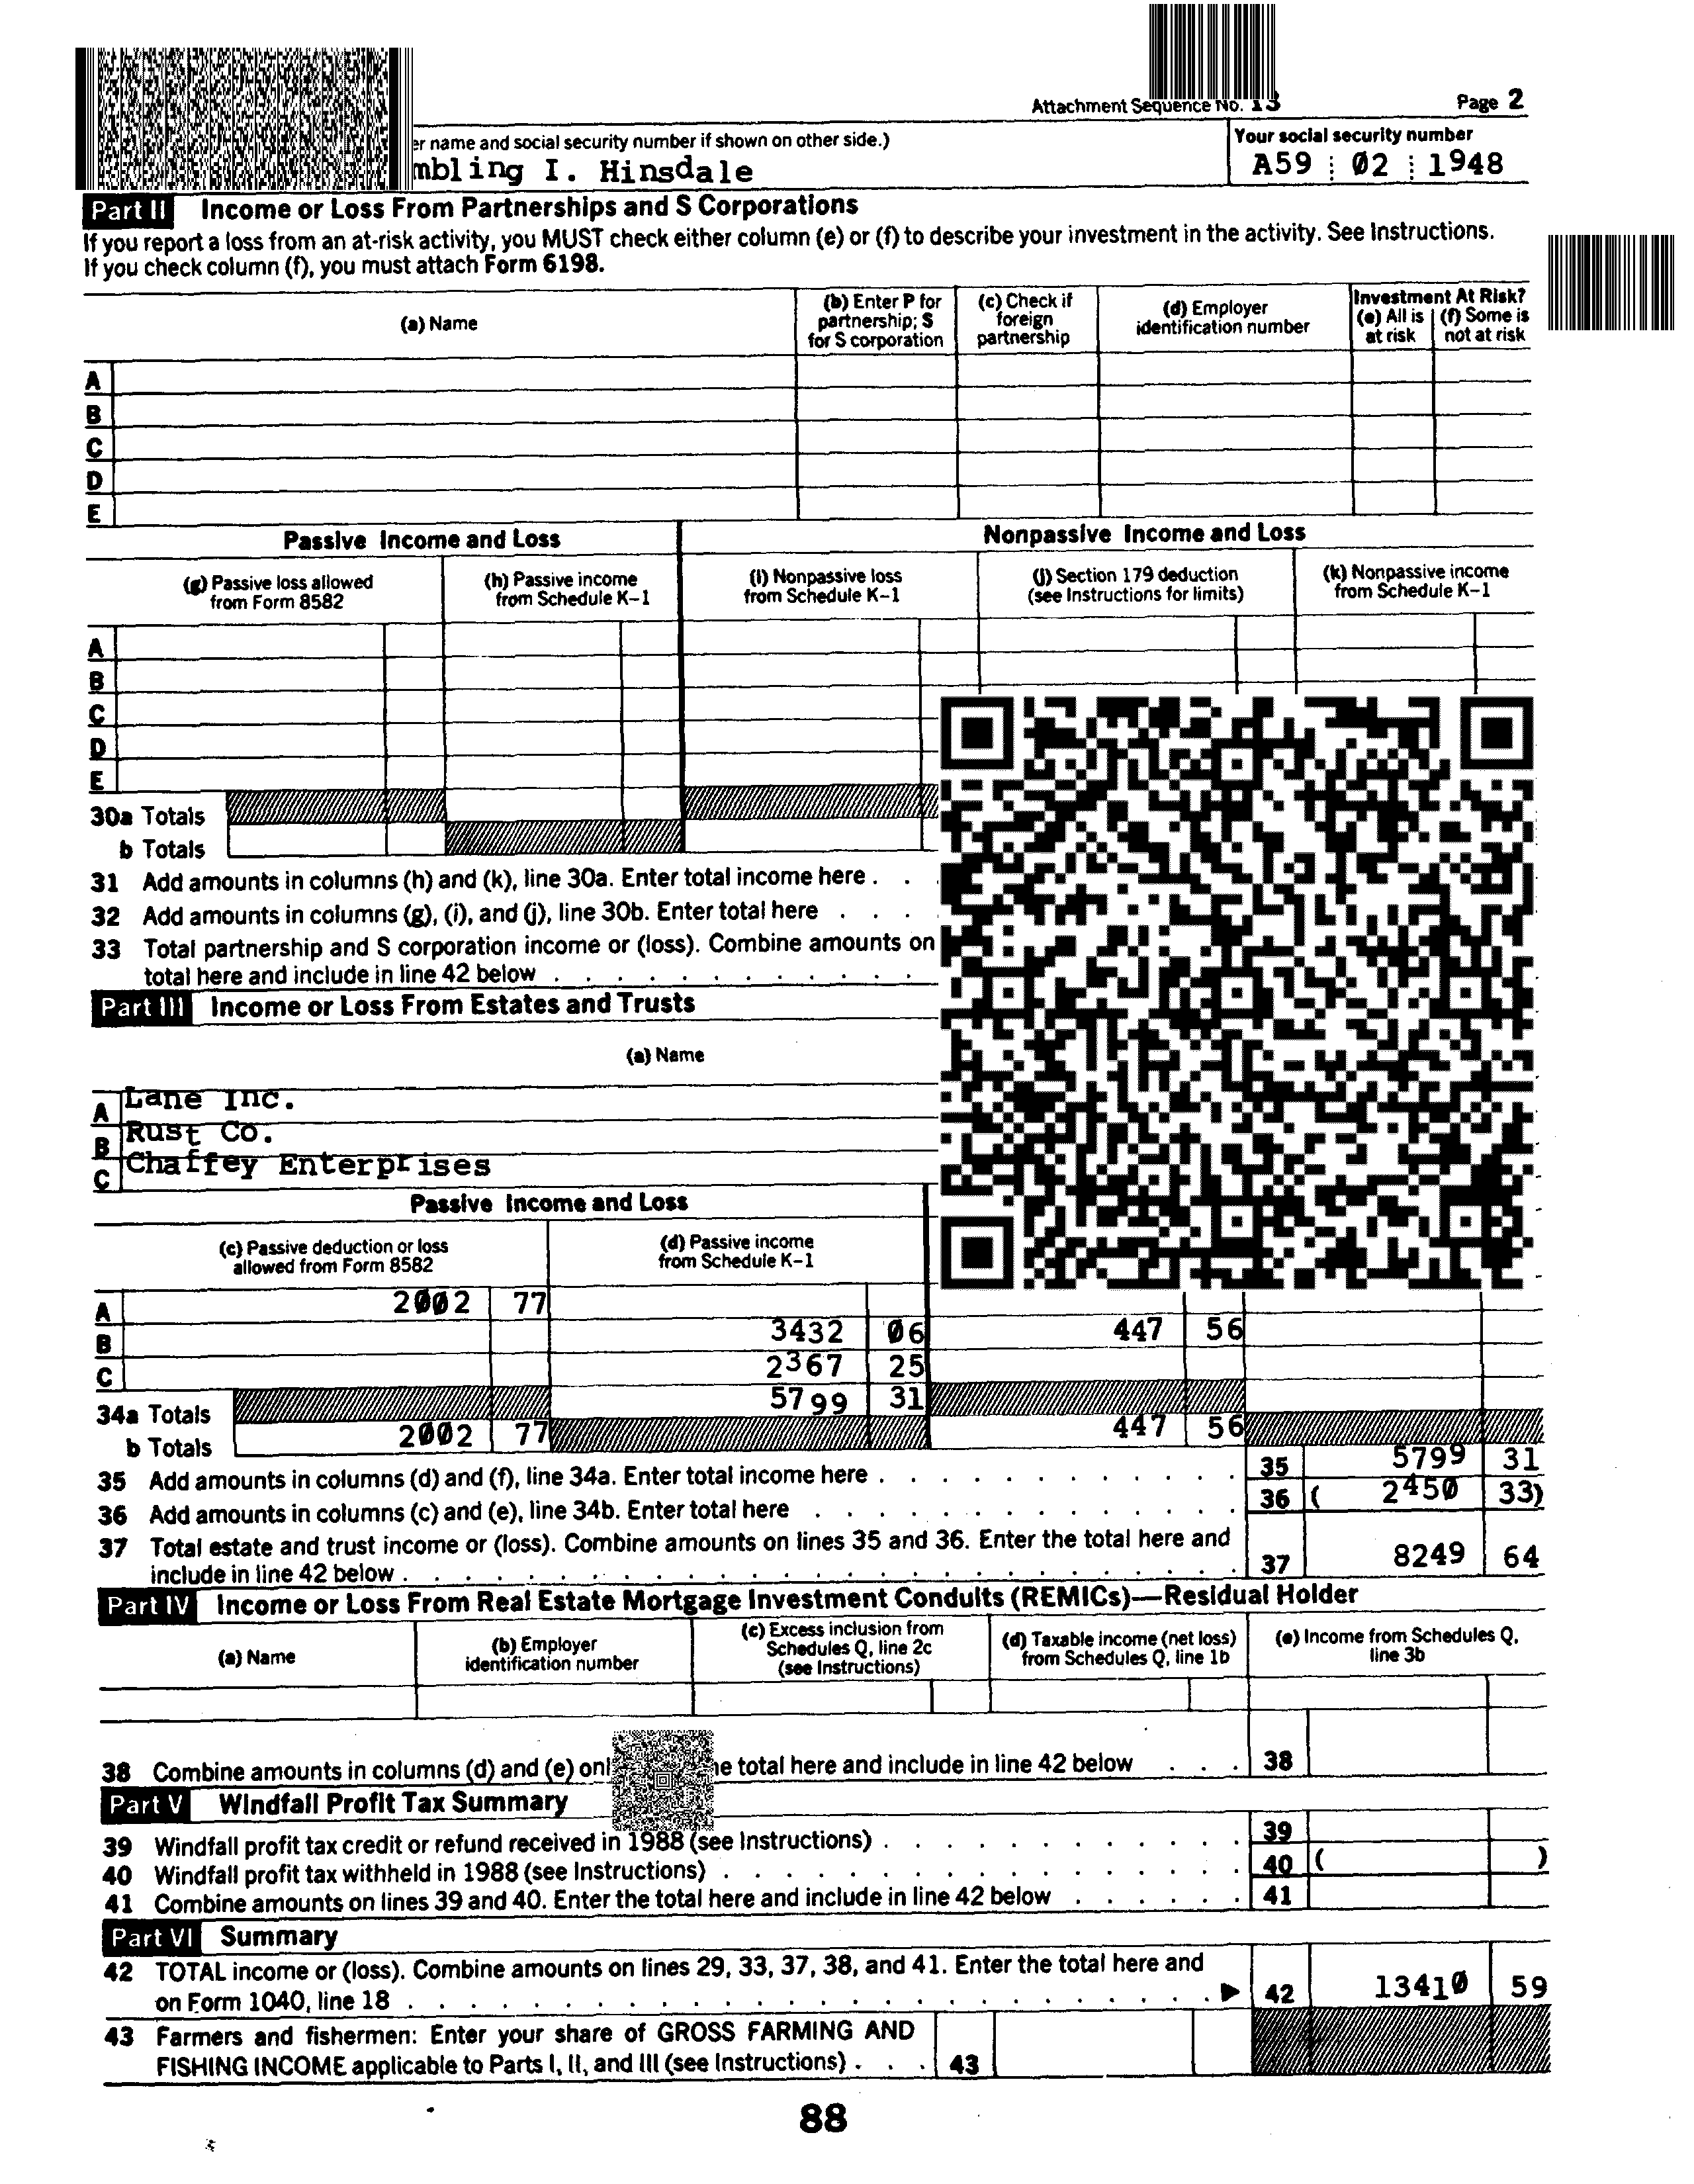 Attachment Sequence No. 13 Page 2
name and social security number if shown on other side.) Your social security number
I. Hinsdale A59 02 1948
Part II Income or Loss From Partnerships and S Corporations
If you report a loss from an at-risk activity, you MUST check either column (e) or (f) to describe your investment in the activity. See Instructions.
If you check column (f), you must attach Form 6198.
(a) Name
(b) Enter P for partnership; S for S corporation
(c) Check if foreign partnership
(d) Employer identification number
Investment At Risk?
(e) All is at risk
(f) Some is not at risk
A
B
C
D
E
Passive Income and Loss Nonpassive Income and Loss
(g) Passive loss allowed from Form 8582
(h) Passive income from Schedule K-1
(i) Nonpassive loss from Schedule K-1
(j) Section 179 deduction (see Instructions for limits)
(k) Nonpassive income from Schedule K-1
A
B
C
D
E
30a Totals
b Totals
31 Add amounts in columns (h) and (k), line 30a. Enter total income here . .
32 Add amounts in columns (g), (i), and (j), line 30b. Enter total here . . . .
33 Total partnership and S corporation income or (loss). Combine amounts on
total here and include in line 42 below . . . . . . . . . . . .
Part III Income or Loss From Estates and Trusts
(a) Name
A Lane Inc.
B Rust Co.
C Chaffey Enterprises
Passive Income and Loss
(c) Passive deduction or loss allowed from Form 8582
(d) Passive income from Schedule K-1
A 2002 77
B 3432 06 447 56
C 2367 25
34a Totals 5799 31
b Totals 2002 77 447 56
35 Add amounts in columns (d) and (f), line 34a. Enter total income here . . . . . . . . . . . . 35 5799 31
36 Add amounts in columns (c) and (e), line 34b. Enter total here . . . . . . . . . . . . . . 36 ( 2450 33)
37 Total estate and trust income or (loss). Combine amounts on lines 35 and 36. Enter the total here and
include in line 42 below . . . . . . . . . . . . . . . . . . . . . . . 37 8249 64
Part IV Income or Loss From Real Estate Mortgage Investment Conduits (REMICs)—Residual Holder
(a) Name
(b) Employer identification number
(c) Excess inclusion from Schedules Q, line 2c (see Instructions)
(d) Taxable income (net loss) from Schedules Q, line 1b
(e) Income from Schedules Q, line 3b
38 Combine amounts in columns (d) and (e) total here and include in line 42 below . . . 38
Part V Windfall Profit Tax Summary
39 Windfall profit tax credit or refund received in 1988 (see Instructions) . . . . . . . . . . . . 39
40 Windfall profit tax withheld in 1988 (see Instructions) . . . . . . . . . . . . . . . . . 40 ( )
41 Combine amounts on lines 39 and 40. Enter the total here and include in line 42 below . . . . . . 41
Part VI Summary
42 TOTAL income or (loss). Combine amounts on lines 29, 33, 37, 38, and 41. Enter the total here and
on Form 1040, line 18 . . . . . . . . . . . . . . . . . . . . . . ▶ 42 13410 59
43 Farmers and fishermen: Enter your share of GROSS FARMING AND
FISHING INCOME applicable to Parts I, II, and III (see Instructions) . . . 43
88